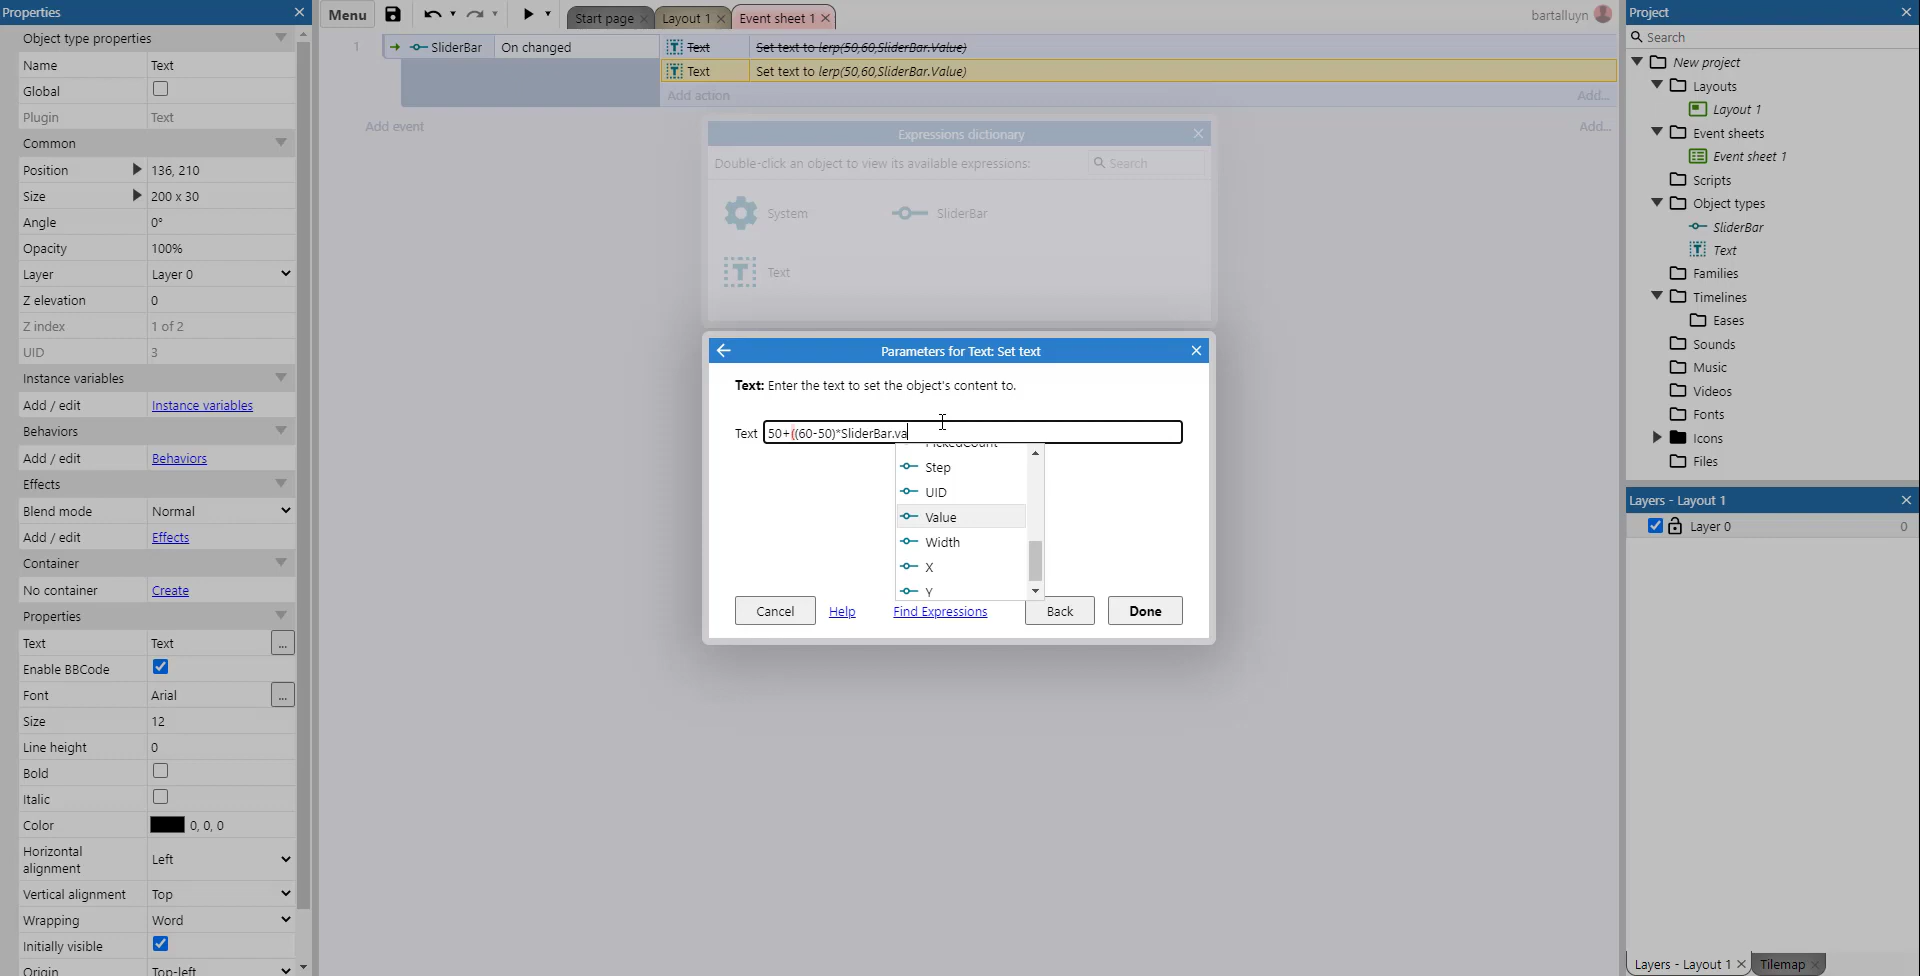 Properties
Object type properties
Name Text
Global
Plugin Text
Common
Position 136, 210
Size 200 x 30
Angle 0°
Opacity 100%
Layer Layer 0
Z elevation 0
Z index 1 of 2
UID 3
Instance variables
Add / edit Instance variables
Behaviors
Add / edit Behaviors
Effects
Blend mode Normal
Add / edit Effects
Container
No container Create
Properties
Text Text ...
Enable BBCode
Font Arial ...
Size 12
Line height 0
Bold
Italic
Color 0, 0, 0
Horizontal
alignment Left
Vertical alignment Top
Wrapping Word
Initially visible
Origin Top-left
Menu Start page Layout 1 Event sheet 1 bartalluyn
1 SliderBar On changed Text Set text to lerp(50,60,SliderBar.Value)
Text Set text to lerp(50,60,SliderBar.Value)
Add action Add...
Add event Add...
Expressions dictionary
Double-click an object to view its available expressions: Search
System SliderBar
Text
Parameters for Text: Set text
Text: Enter the text to set the object's content to.
Text 50+((60-50)*SliderBar.va
PickedCount
Step
UID
Value
Width
X
Y
Cancel Help Find Expressions Back Done
Project
Search
New project
Layouts
Layout 1
Event sheets
Event sheet 1
Scripts
Object types
SliderBar
Text
Families
Timelines
Eases
Sounds
Music
Videos
Fonts
Icons
Files
Layers - Layout 1
Layer 0 0
Layers - Layout 1 Tilemap